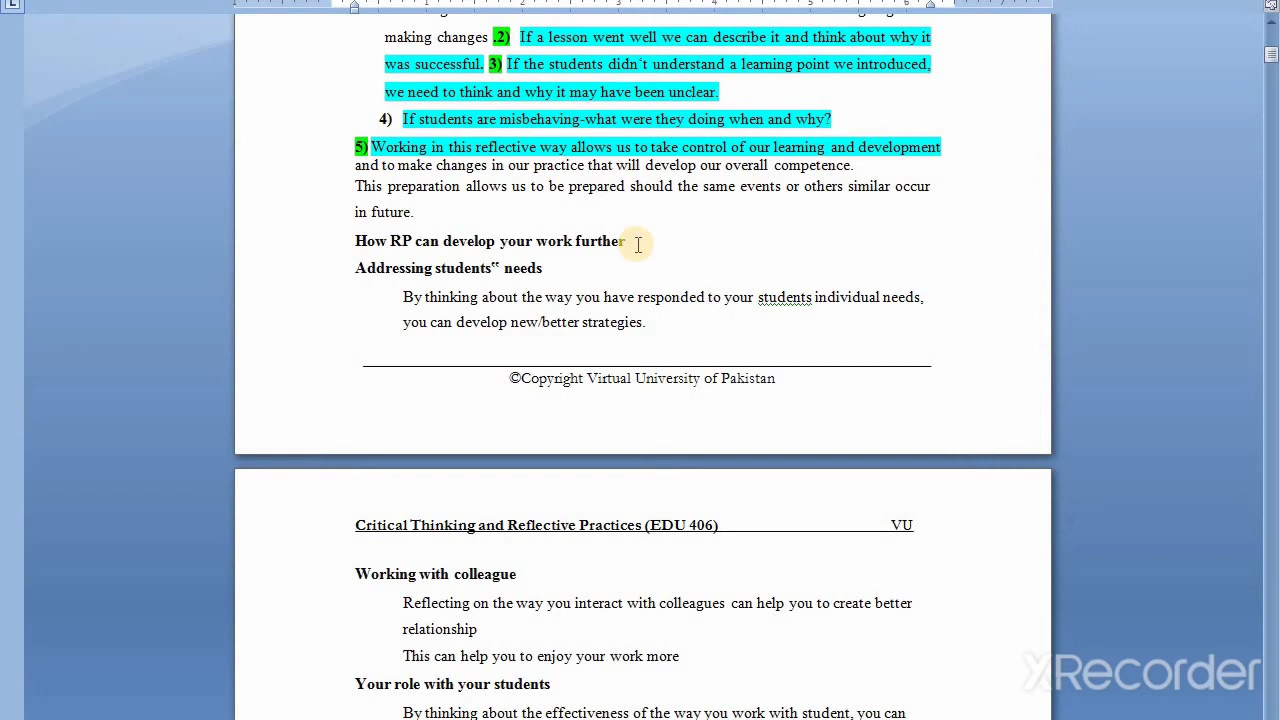 making changes .2) If a lesson went well we can describe it and think about why it
was successful. 3) If the students didn't understand a learning point we introduced,
we need to think and why it may have been unclear.
4) If students are misbehaving-what were they doing when and why?
5) Working in this reflective way allows us to take control of our learning and development
and to make changes in our practice that will develop our overall competence.
This preparation allows us to be prepared should the same events or others similar occur
in future.
How RP can develop your work further
Addressing students‟ needs
By thinking about the way you have responded to your students individual needs,
you can develop new/better strategies.
©Copyright Virtual University of Pakistan
Critical Thinking and Reflective Practices (EDU 406) VU
Working with colleague
Reflecting on the way you interact with colleagues can help you to create better
relationship
This can help you to enjoy your work more
Your role with your students
By thinking about the effectiveness of the way you work with student, you can
XRecorder